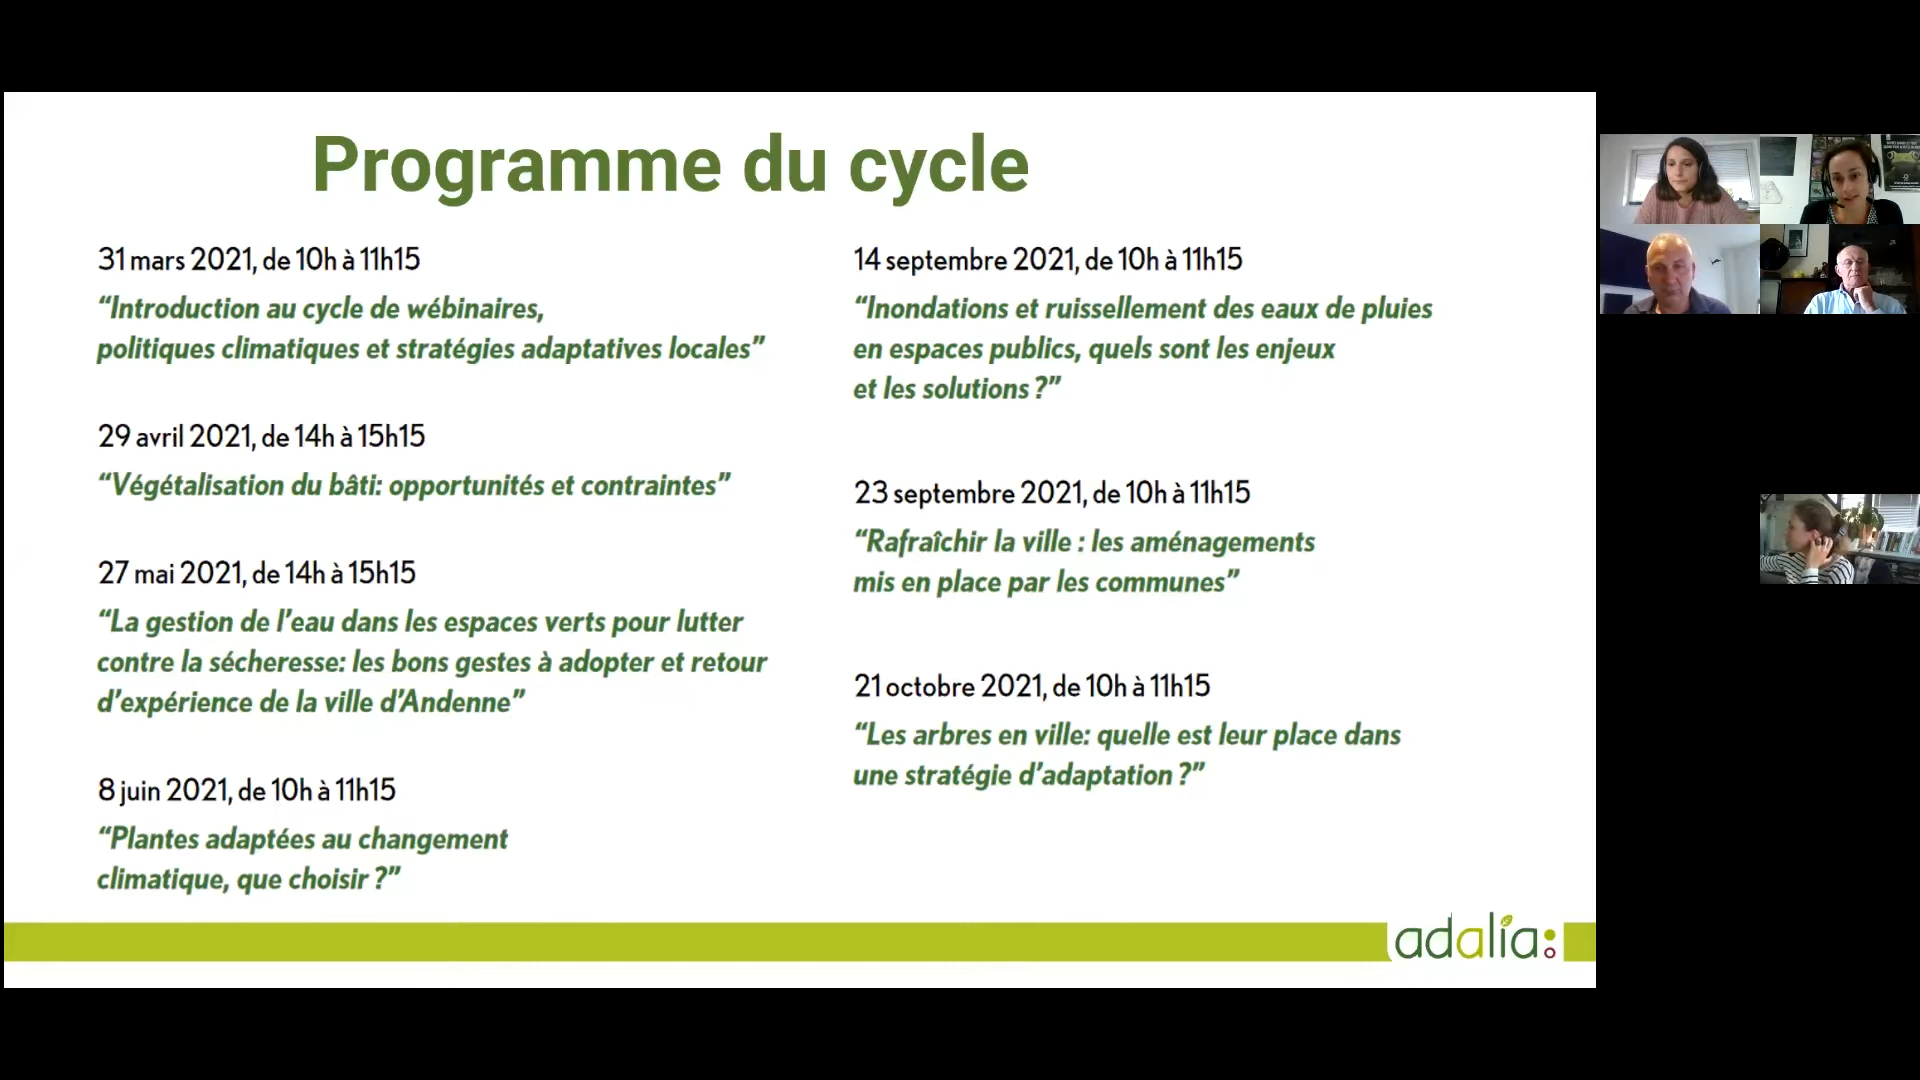 Programme du cycle
31 mars 2021, de 10h à 11h15
“Introduction au cycle de wébinaires,
politiques climatiques et stratégies adaptatives locales”
29 avril 2021, de 14h à 15h15
“Végétalisation du bâti: opportunités et contraintes”
27 mai 2021, de 14h à 15h15
“La gestion de l’eau dans les espaces verts pour lutter
contre la sécheresse: les bons gestes à adopter et retour
d’expérience de la ville d’Andenne”
8 juin 2021, de 10h à 11h15
“Plantes adaptées au changement
climatique, que choisir ?”
14 septembre 2021, de 10h à 11h15
“Inondations et ruissellement des eaux de pluies
en espaces publics, quels sont les enjeux
et les solutions ?”
23 septembre 2021, de 10h à 11h15
“Rafraîchir la ville : les aménagements
mis en place par les communes”
21 octobre 2021, de 10h à 11h15
“Les arbres en ville: quelle est leur place dans
une stratégie d’adaptation ?”
adalia